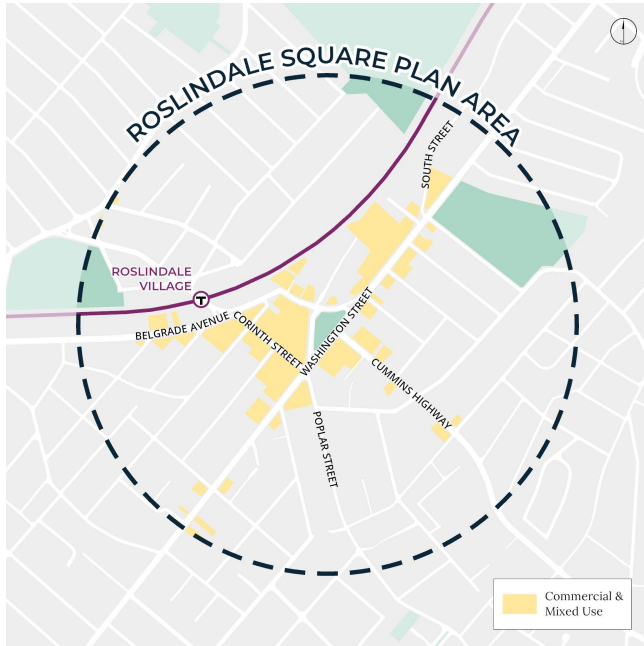 ROSLINDALE SQUARE PLAN AREA
SOUTH STREET
ROSLINDALE
VILLAGE
T
BELGRADE AVENUE
CORINTH STREET
WASHINGTON STREET
CUMMINS HIGHWAY
POPLAR STREET
Commercial &
Mixed Use